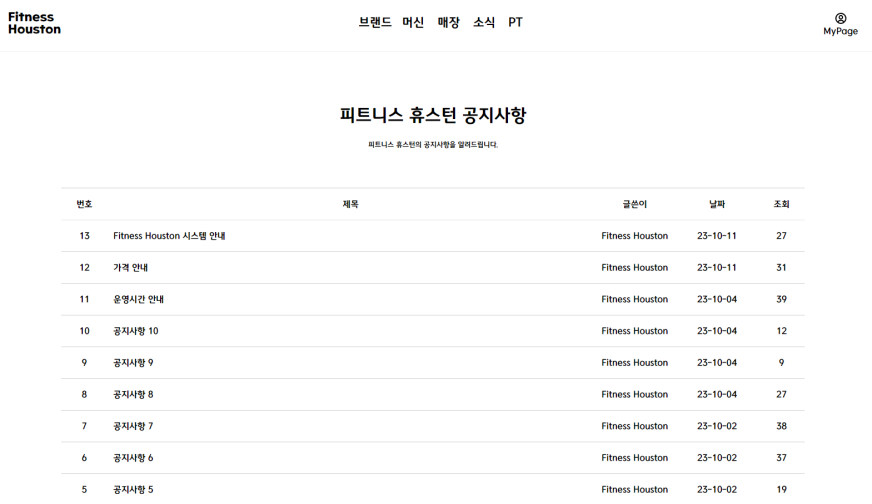 Fitness
Houston
브랜드 머신 매장 소식 PT
MyPage
피트니스 휴스턴 공지사항
피트니스 휴스턴의 공지사항을 알려드립니다.
번호 제목 글쓴이 날짜 조회
13 Fitness Houston 시스템 안내 Fitness Houston 23-10-11 27
12 가격 안내 Fitness Houston 23-10-11 31
11 운영시간 안내 Fitness Houston 23-10-04 39
10 공지사항 10 Fitness Houston 23-10-04 12
9 공지사항 9 Fitness Houston 23-10-04 9
8 공지사항 8 Fitness Houston 23-10-04 27
7 공지사항 7 Fitness Houston 23-10-02 38
6 공지사항 6 Fitness Houston 23-10-02 37
5 공지사항 5 Fitness Houston 23-10-02 19